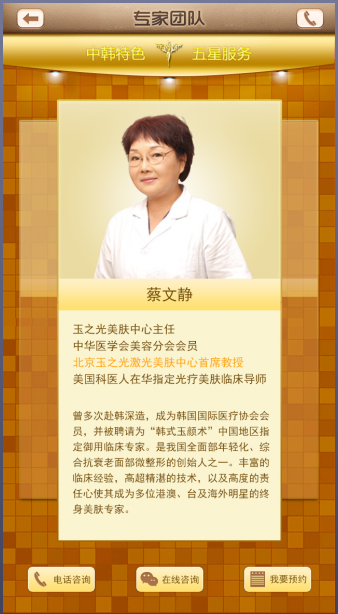 专家团队
中韩特色 五星服务
蔡文静
玉之光美肤中心主任
中华医学会美容分会会员
北京玉之光激光美肤中心首席教授
美国科医人在华指定光疗美肤临床导师
曾多次赴韩深造，成为韩国国际医疗协会会
员，并被聘请为“韩式玉颜术”中国地区指
定御用临床专家。是我国全面部年轻化、综
合抗衰老面部微整形的创始人之一。丰富的
临床经验，高超精湛的技术，以及高度的责
任心使其成为多位港澳、台及海外明星的终
身美肤专家。
电话咨询 在线咨询 我要预约